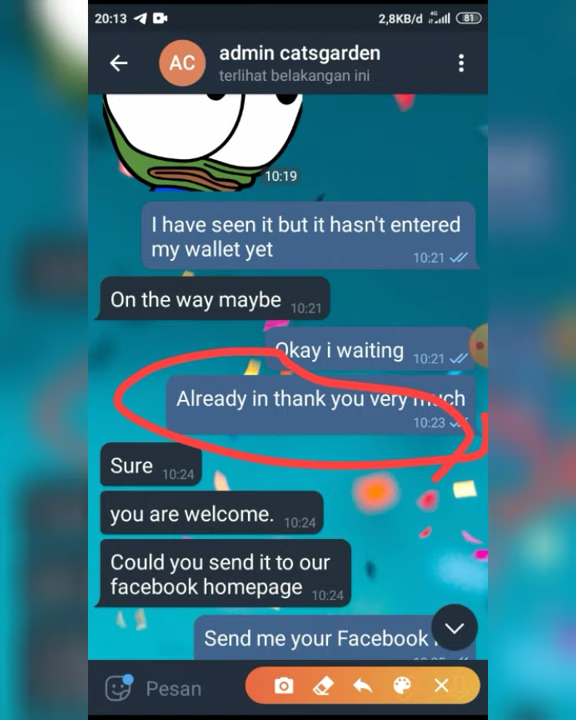 20:13
2,8KB/d 4G 81
admin catsgarden
AC
terlihat belakangan ini
10:19
I have seen it but it hasn't entered
my wallet yet
10:21
On the way maybe 10:21
Okay i waiting 10:21
Already in thank you very much
10:23
Sure 10:24
you are welcome. 10:24
Could you send it to our
facebook homepage 10:24
Send me your Facebook
Pesan